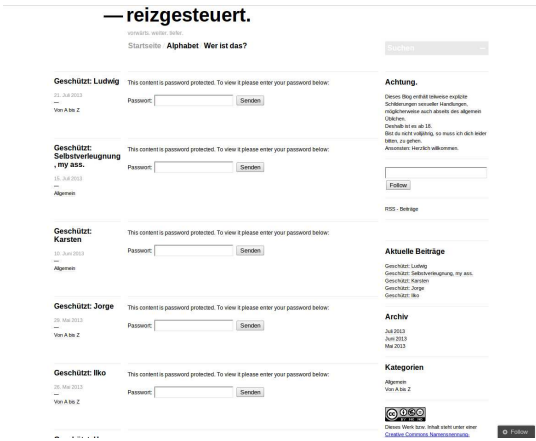 — reizgesteuert.
vorwärts. weiter. tiefer.
Startseite Alphabet Wer ist das?
Suchen
Geschützt: Ludwig
21. Juli 2013
—
Von A bis Z
This content is password protected. To view it please enter your password below:
Passwort: Senden
Geschützt:
Selbstverleugnung
, my ass.
15. Juli 2013
—
Allgemein
This content is password protected. To view it please enter your password below:
Passwort: Senden
Geschützt:
Karsten
10. Juni 2013
—
Allgemein
This content is password protected. To view it please enter your password below:
Passwort: Senden
Geschützt: Jorge
28. Mai 2013
—
Von A bis Z
This content is password protected. To view it please enter your password below:
Passwort: Senden
Geschützt: Ilko
26. Mai 2013
—
Von A bis Z
This content is password protected. To view it please enter your password below:
Passwort: Senden
Achtung.
Dieses Blog enthält teilweise explizite
Schilderungen sexueller Handlungen,
möglicherweise auch abseits des allgemein
Üblichen.
Deshalb ist es ab 18.
Bist du nicht volljährig, so muss ich dich leider
bitten, zu gehen.
Ansonsten: Herzlich willkommen.
Follow
RSS - Beiträge
Aktuelle Beiträge
Geschützt: Ludwig
Geschützt: Selbstverleugnung, my ass.
Geschützt: Karsten
Geschützt: Jorge
Geschützt: Ilko
Archiv
Juli 2013
Juni 2013
Mai 2013
Kategorien
Allgemein
Von A bis Z
cc
BY NC ND
Dieses Werk bzw. Inhalt steht unter einer
Creative Commons Namensnennung,
Follow